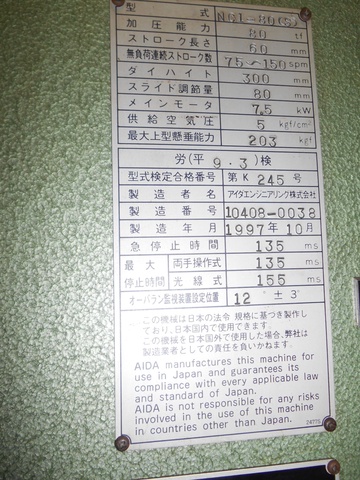 型式 NC1-80(S)
加圧能力 80 tf
ストローク長さ 60 mm
無負荷連続ストローク数 75~150 spm
ダイハイト 300 mm
スライド調節量 80 mm
メインモータ 7.5 kW
供給空気圧 5 kgf/cm²
最大上型懸垂能力 203 kgf
労(平 9.3)検
型式検定合格番号 第 K 245 号
製造者名 アイダエンジニアリング株式会社
製造番号 10408-0038
製造年月 1997年10月
急停止時間 135 ms
最大停止時間 両手操作式 135 ms
光線式 155 ms
オーバラン監視装置設定位置 12°±3°
この機械は日本の法令 規格に基づき製作し
ており、日本国内で使用できます。
この機械を日本国外で使用した場合、弊社は
製造業者としての責任を負いかねます。
AIDA manufactures this machine for
use in Japan and guarantees its
compliance with every applicable law
and standard of Japan.
AIDA is not responsible for any risks
involved in the use of this machine
in countries other than Japan.
24775